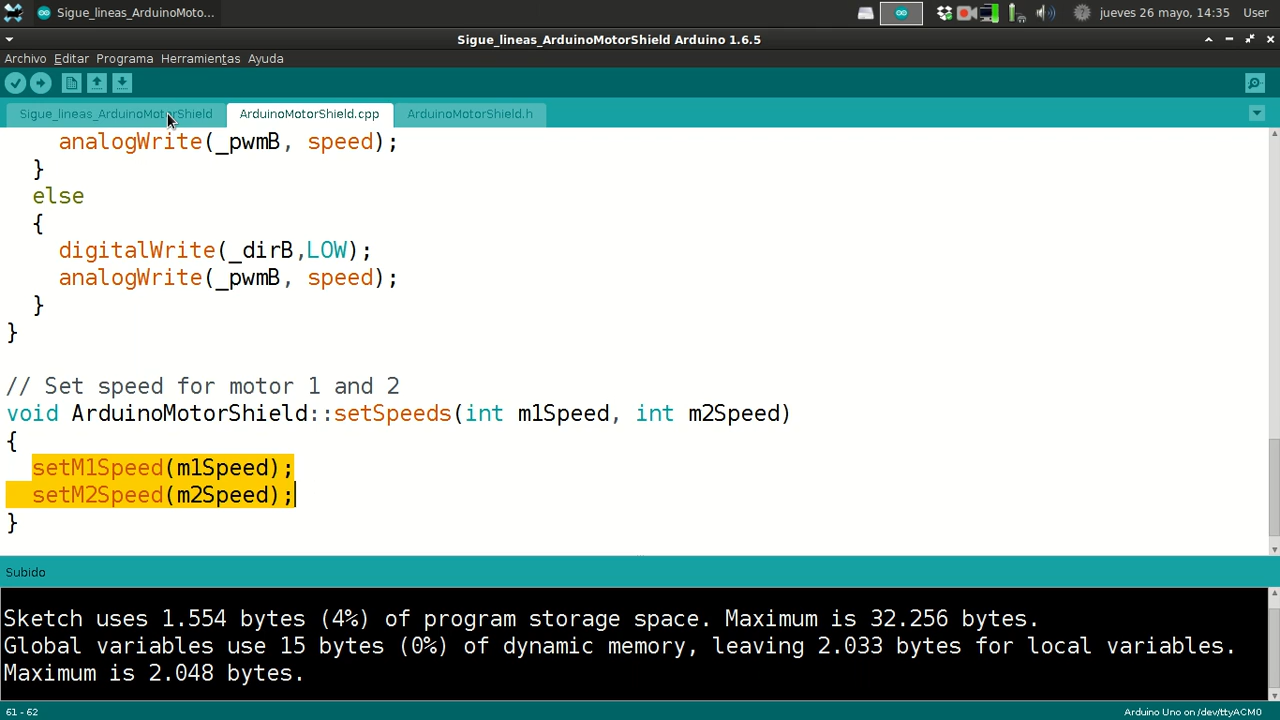 Sigue_lineas_ArduinoMoto...
jueves 26 mayo, 14:35 User
Sigue_lineas_ArduinoMotorShield Arduino 1.6.5
Archivo Editar Programa Herramientas Ayuda
Sigue_lineas_ArduinoMotorShield ArduinoMotorShield.cpp ArduinoMotorShield.h
analogWrite(_pwmB, speed);
}
else
{
digitalWrite(_dirB,LOW);
analogWrite(_pwmB, speed);
}
}
// Set speed for motor 1 and 2
void ArduinoMotorShield::setSpeeds(int m1Speed, int m2Speed)
{
setM1Speed(m1Speed);
setM2Speed(m2Speed);
}
Subido
Sketch uses 1.554 bytes (4%) of program storage space. Maximum is 32.256 bytes.
Global variables use 15 bytes (0%) of dynamic memory, leaving 2.033 bytes for local variables.
Maximum is 2.048 bytes.
61 - 62
Arduino Uno on /dev/ttyACM0